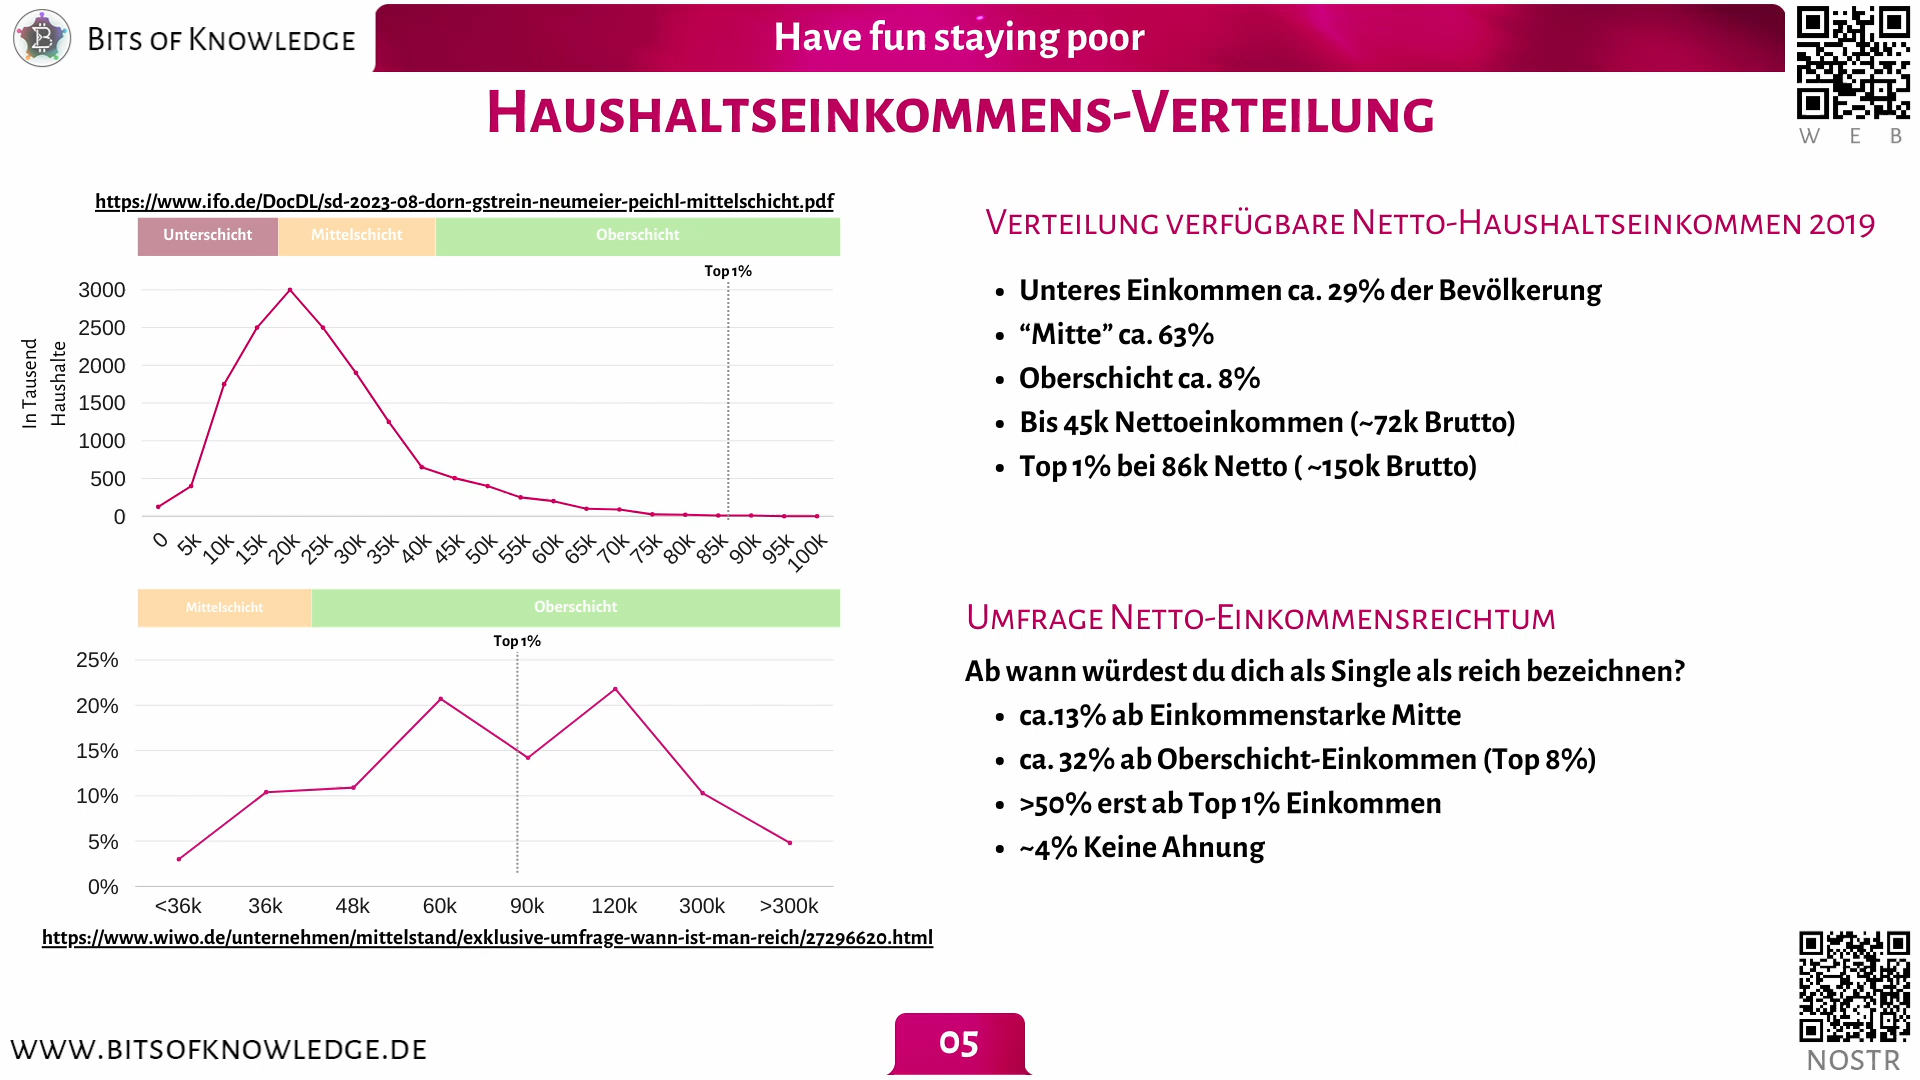 Bits of Knowledge
Have fun staying poor
W E B
Haushaltseinkommens-Verteilung
https://www.ifo.de/DocDL/sd-2023-08-dorn-gstrein-neumeier-peichl-mittelschicht.pdf
Unterschicht Mittelschicht Oberschicht
Top 1%
In Tausend
Haushalte
3000
2500
2000
1500
1000
500
0
0 5k 10k 15k 20k 25k 30k 35k 40k 45k 50k 55k 60k 65k 70k 75k 80k 85k 90k 95k 100k
Verteilung verfügbare Netto-Haushaltseinkommen 2019
• Unteres Einkommen ca. 29% der Bevölkerung
• “Mitte” ca. 63%
• Oberschicht ca. 8%
• Bis 45k Nettoeinkommen (~72k Brutto)
• Top 1% bei 86k Netto ( ~150k Brutto)
Mittelschicht Oberschicht
Top 1%
25%
20%
15%
10%
5%
0%
<36k 36k 48k 60k 90k 120k 300k >300k
https://www.wiwo.de/unternehmen/mittelstand/exklusive-umfrage-wann-ist-man-reich/27296620.html
Umfrage Netto-Einkommensreichtum
Ab wann würdest du dich als Single als reich bezeichnen?
• ca.13% ab Einkommenstarke Mitte
• ca. 32% ab Oberschicht-Einkommen (Top 8%)
• >50% erst ab Top 1% Einkommen
• ~4% Keine Ahnung
www.bitsofknowledge.de
05
NOSTR